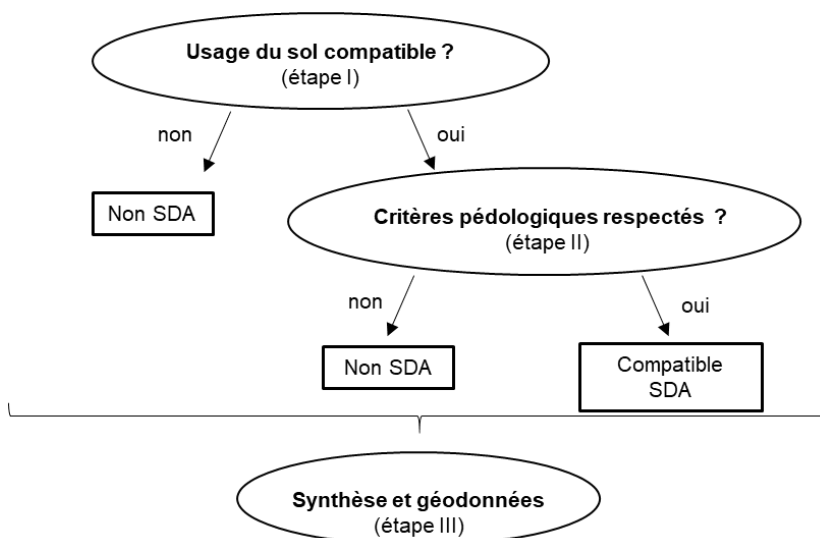 Usage du sol compatible ?
(étape I)
non
oui
Non SDA
Critères pédologiques respectés ?
(étape II)
non
oui
Non SDA
Compatible
SDA
Synthèse et géodonnées
(étape III)